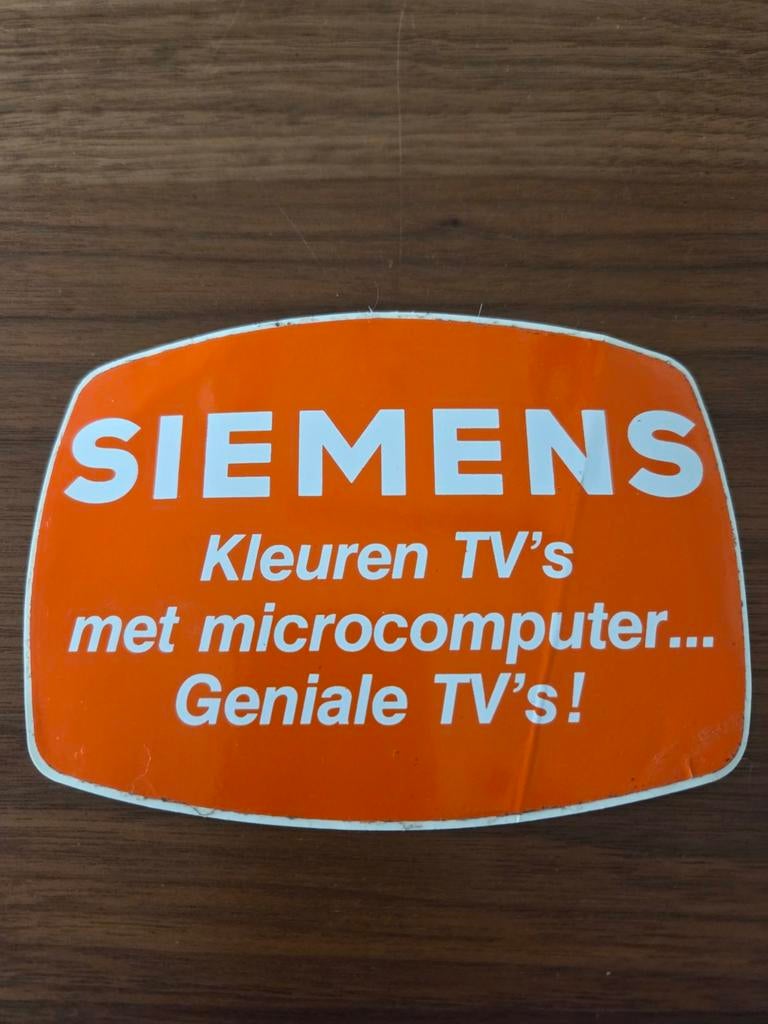 SIEMENS
Kleuren TV's
met microcomputer...
Geniale TV's!